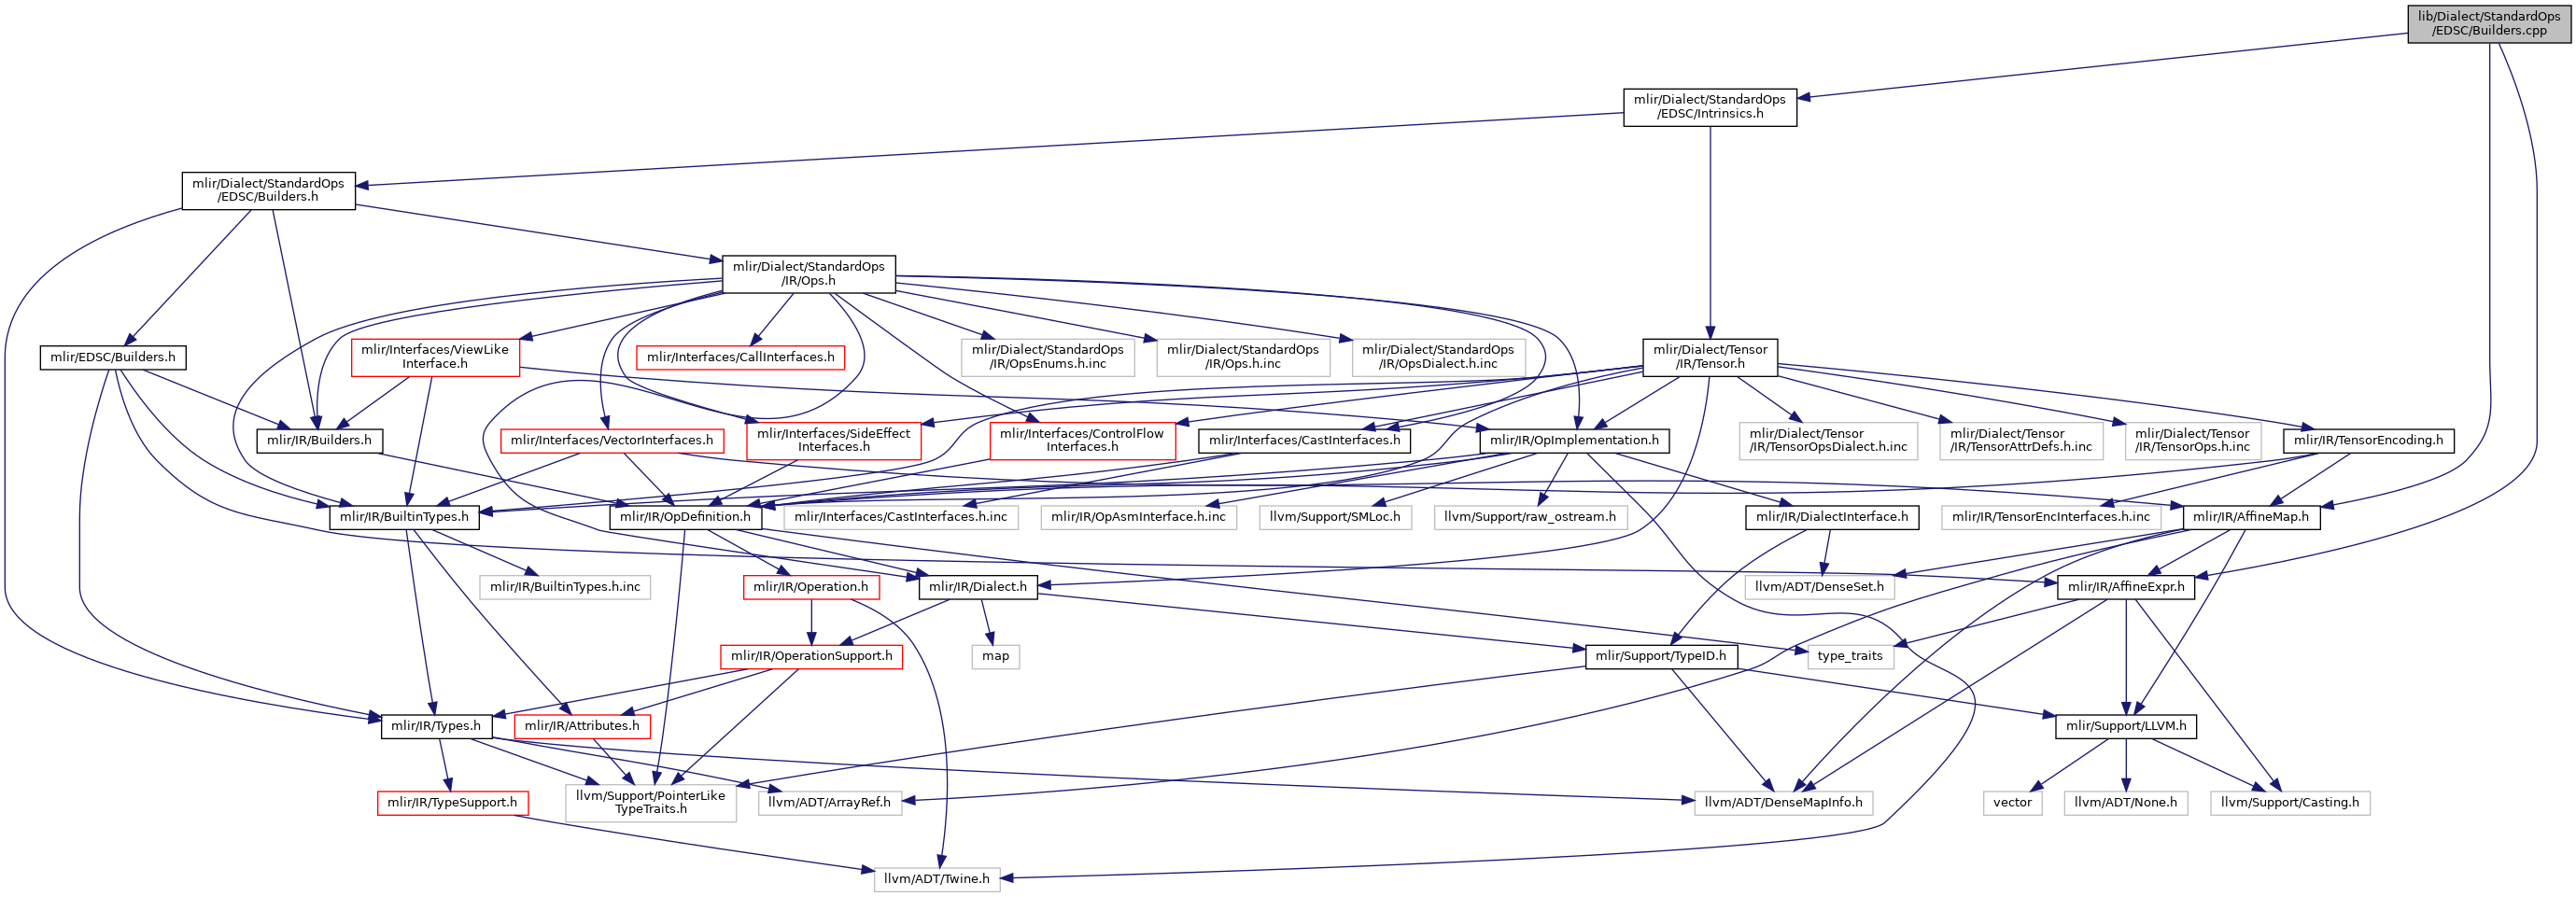 lib/Dialect/StandardOps
/EDSC/Builders.cpp
mlir/Dialect/StandardOps
/EDSC/Intrinsics.h
mlir/Dialect/StandardOps
/EDSC/Builders.h
mlir/Dialect/StandardOps
/IR/Ops.h
mlir/EDSC/Builders.h
mlir/Interfaces/ViewLike
Interface.h
mlir/Interfaces/CallInterfaces.h
mlir/Dialect/StandardOps
/IR/OpsEnums.h.inc
mlir/Dialect/StandardOps
/IR/Ops.h.inc
mlir/Dialect/StandardOps
/IR/OpsDialect.h.inc
mlir/Dialect/Tensor
/IR/Tensor.h
mlir/IR/Builders.h
mlir/Interfaces/VectorInterfaces.h
mlir/Interfaces/SideEffect
Interfaces.h
mlir/Interfaces/ControlFlow
Interfaces.h
mlir/Interfaces/CastInterfaces.h
mlir/IR/OpImplementation.h
mlir/Dialect/Tensor
/IR/TensorOpsDialect.h.inc
mlir/Dialect/Tensor
/IR/TensorAttrDefs.h.inc
mlir/Dialect/Tensor
/IR/TensorOps.h.inc
mlir/IR/TensorEncoding.h
mlir/IR/BuiltinTypes.h
mlir/IR/OpDefinition.h
mlir/Interfaces/CastInterfaces.h.inc
mlir/IR/OpAsmInterface.h.inc
llvm/Support/SMLoc.h
llvm/Support/raw_ostream.h
mlir/IR/DialectInterface.h
mlir/IR/TensorEncInterfaces.h.inc
mlir/IR/AffineMap.h
mlir/IR/BuiltinTypes.h.inc
mlir/IR/Operation.h
mlir/IR/Dialect.h
llvm/ADT/DenseSet.h
mlir/IR/AffineExpr.h
mlir/IR/OperationSupport.h
map
mlir/Support/TypeID.h
type_traits
mlir/IR/Types.h
mlir/IR/Attributes.h
mlir/Support/LLVM.h
mlir/IR/TypeSupport.h
llvm/Support/PointerLike
TypeTraits.h
llvm/ADT/ArrayRef.h
llvm/ADT/DenseMapInfo.h
vector
llvm/ADT/None.h
llvm/Support/Casting.h
llvm/ADT/Twine.h